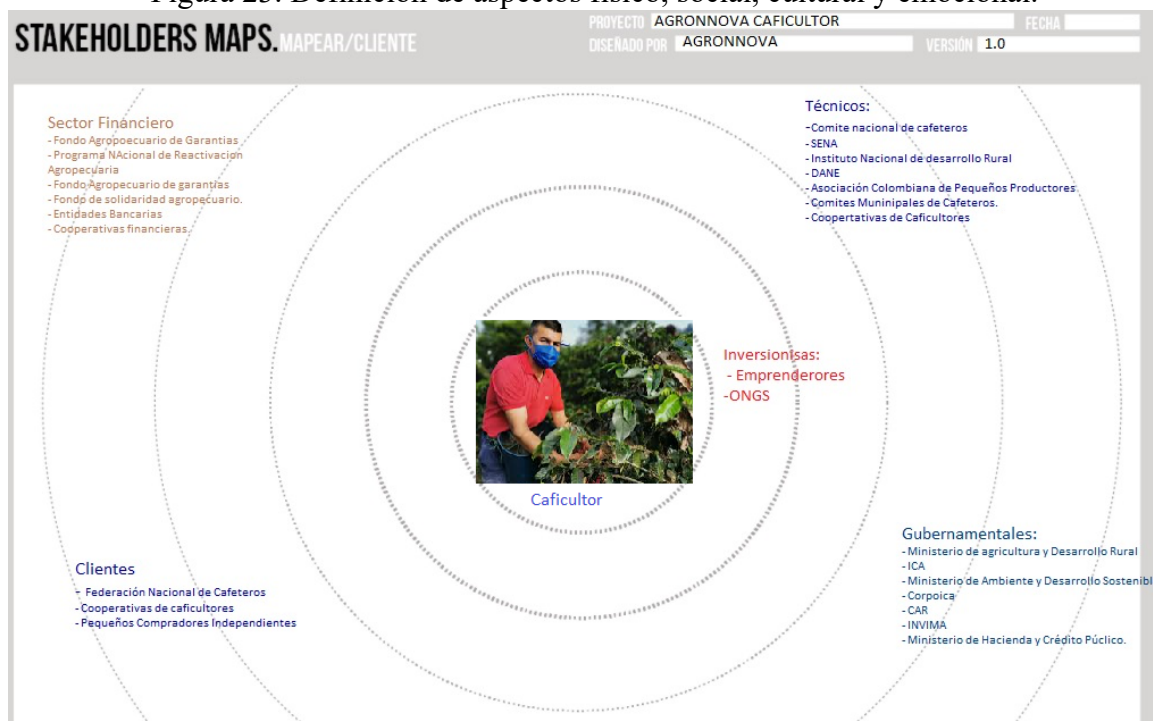 Figura 23. Definición de aspectos físico, social, cultural y emocional.
STAKEHOLDERS MAPS. MAPEAR/CLIENTE
PROYECTO AGRONNOVA CAFICULTOR FECHA
DISEÑADO POR AGRONNOVA VERSIÓN 1.0
Sector Financiero
- Fondo Agropoecuario de Garantias
- Programa NAcional de Reactivacion
Agropecuaria
- Fondo Agropecuario de garantias
- Fondo de solidaridad agropecuario.
- Entidades Bancarias
- Cooperativas financieras.
Técnicos:
-Comite nacional de cafeteros
- SENA
- Instituto Nacional de desarrollo Rural
- DANE
- Asociación Colombiana de Pequeños Productores
- Comites Muninipales de Cafeteros.
- Coopertativas de Caficultores
Inversionisas:
- Emprenderores
-ONGS
Caficultor
Clientes
- Federación Nacional de Cafeteros
- Cooperativas de caficultores
- Pequeños Compradores Independientes
Gubernamentales:
- Ministerio de agricultura y Desarrollo Rural
- ICA
- Ministerio de Ambiente y Desarrollo Sostenibl
- Corpoica
- CAR
- INVIMA
- Ministerio de Hacienda y Crédito Púclico.